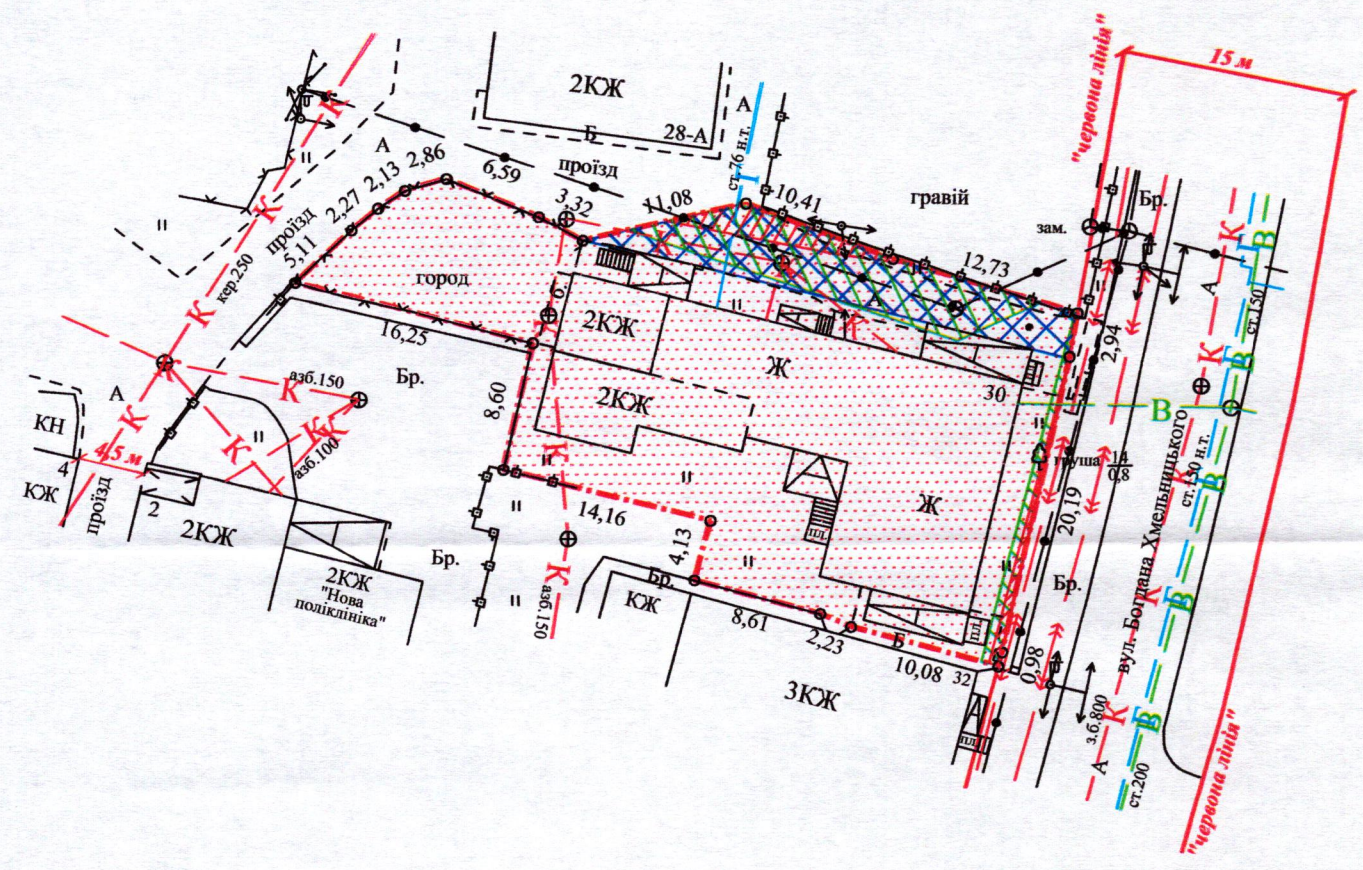 "червона лінія"
15 м
2КЖ
А
Б
28-А
ст.76 н.т.
Г
К
А
2,86
6,59
проїзд
2,13
3,32
11,08
10,41
гравій
Бр.
2,27
К
проїзд
5,11
зам.
К
В
город
12,73
кер.250
К
А
Г
А
б.
2КЖ
К
ст.150
16,25
2,94
К
Ж
Бр.
азб.150
К
30
В
8,60
2КЖ
К
А
КН
К
К
К
азб.100
4,5 м
4
КЖ
проїзд
груша 14
0,8
ст.150 н.т.
В
Ж
14,16
20,19
вул. Богдана Хмельницького
2
2КЖ
4,13
пл.
Бр.
Бр.
Бр.
2КЖ
"Нова
поліклініка"
К
азб.150
КЖ
8,61
2,23
Б
пл.
10,08
32
0,98
К
В
3КЖ
А
пл.
з.б.800
К
В
А
ст.200
"червона лінія"